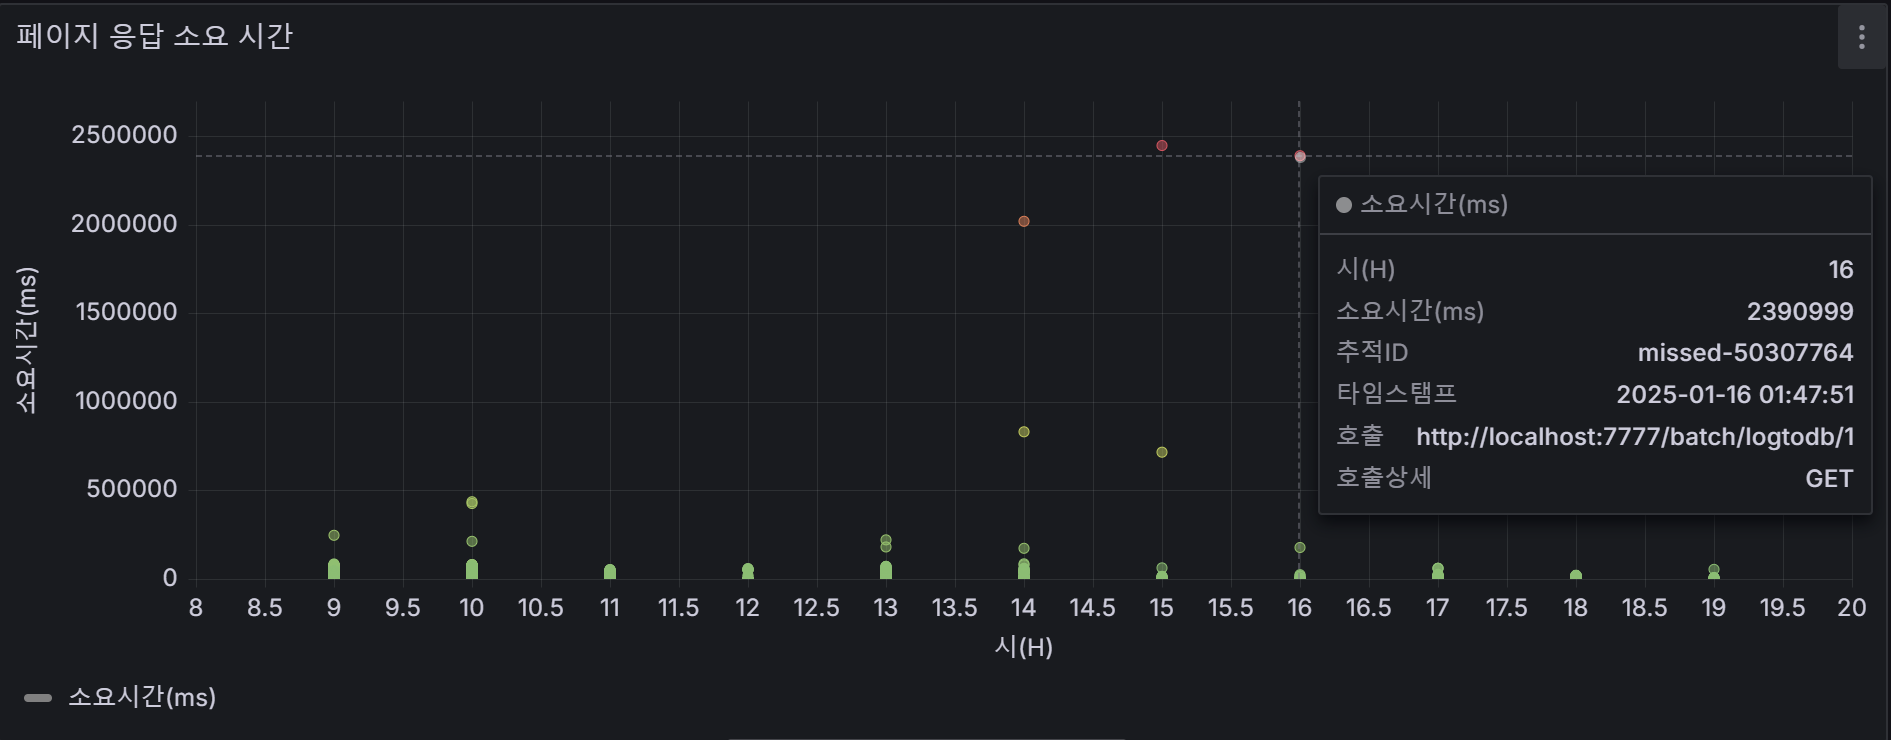 페이지 응답 소요 시간
소요시간(ms)
2500000
2000000
1500000
1000000
500000
0
8 8.5 9 9.5 10 10.5 11 11.5 12 12.5 13 13.5 14 14.5 15 15.5 16 16.5 17 17.5 18 18.5 19 19.5 20
시(H)
소요시간(ms)
소요시간(ms)
시(H) 16
소요시간(ms) 2390999
추적ID missed-50307764
타임스탬프 2025-01-16 01:47:51
호출 http://localhost:7777/batch/logtodb/1
호출상세 GET